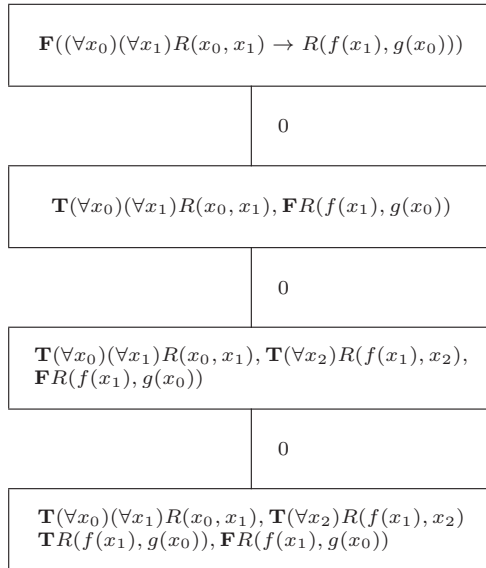 F((∀x₀)(∀x₁)R(x₀, x₁) → R(f(x₁), g(x₀)))
0
T(∀x₀)(∀x₁)R(x₀, x₁), FR(f(x₁), g(x₀))
0
T(∀x₀)(∀x₁)R(x₀, x₁), T(∀x₂)R(f(x₁), x₂),
FR(f(x₁), g(x₀))
0
T(∀x₀)(∀x₁)R(x₀, x₁), T(∀x₂)R(f(x₁), x₂)
TR(f(x₁), g(x₀)), FR(f(x₁), g(x₀))